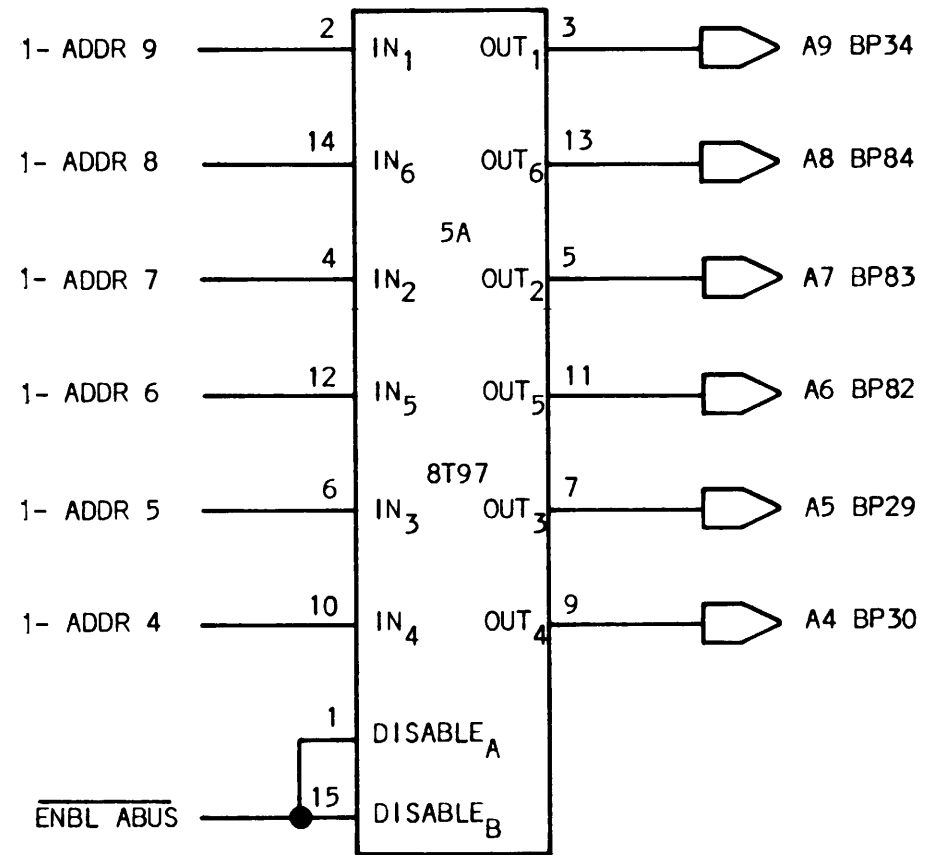 1- ADDR 9 2 IN₁ OUT₁ 3 A9 BP34
1- ADDR 8 14 IN₆ OUT₆ 13 A8 BP84
5A
1- ADDR 7 4 IN₂ OUT₂ 5 A7 BP83
1- ADDR 6 12 IN₅ OUT₅ 11 A6 BP82
8T97
1- ADDR 5 6 IN₃ OUT₃ 7 A5 BP29
1- ADDR 4 10 IN₄ OUT₄ 9 A4 BP30
1 DISABLE_A
ENBL ABUS 15 DISABLE_B